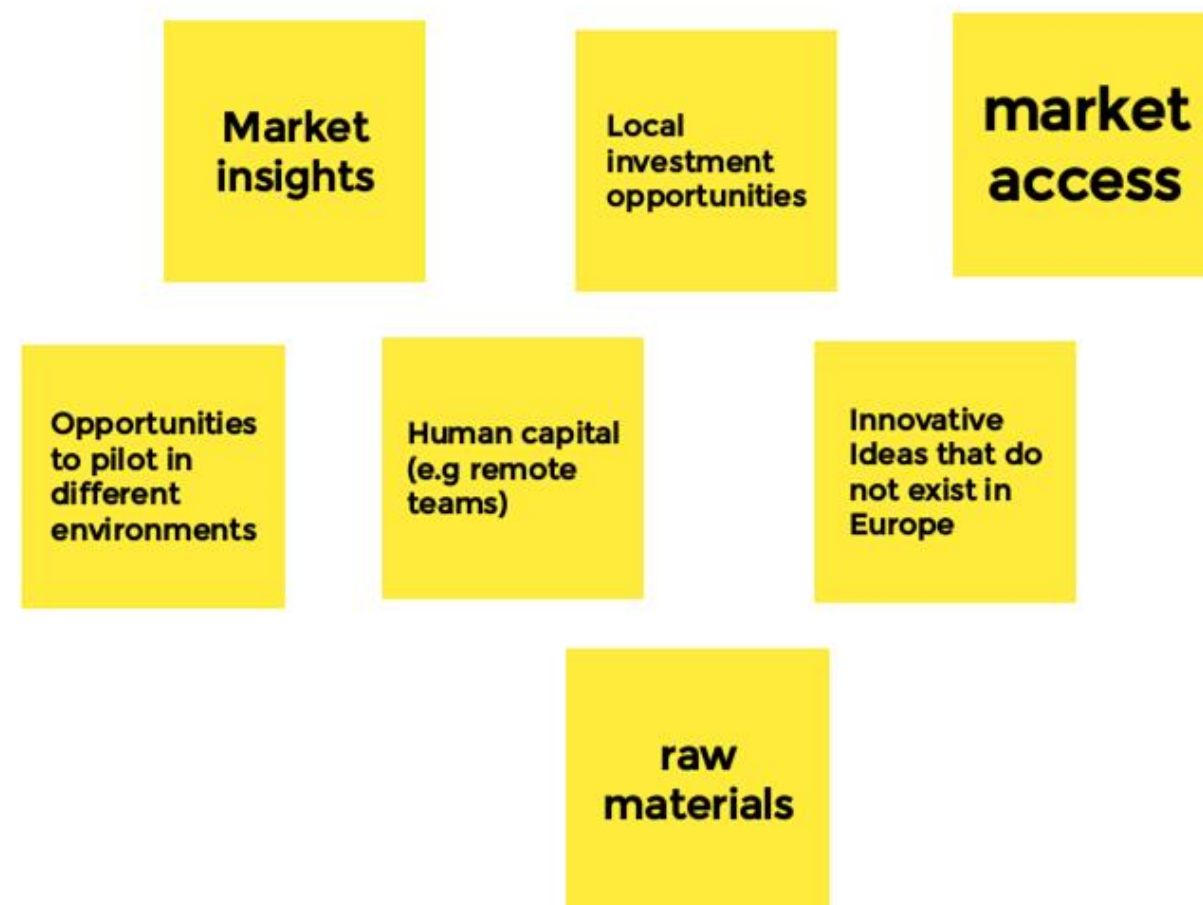 Market
insights
Local
investment
opportunities
market
access
Opportunities
to pilot in
different
environments
Human capital
(e.g remote
teams)
Innovative
Ideas that do
not exist in
Europe
raw
materials